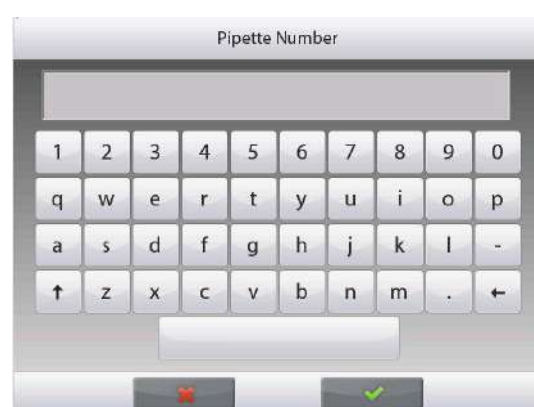 Pipette Number
1 2 3 4 5 6 7 8 9 0
q w e r t y u i o p
a s d f g h j k l -
↑ z x c v b n m . ←